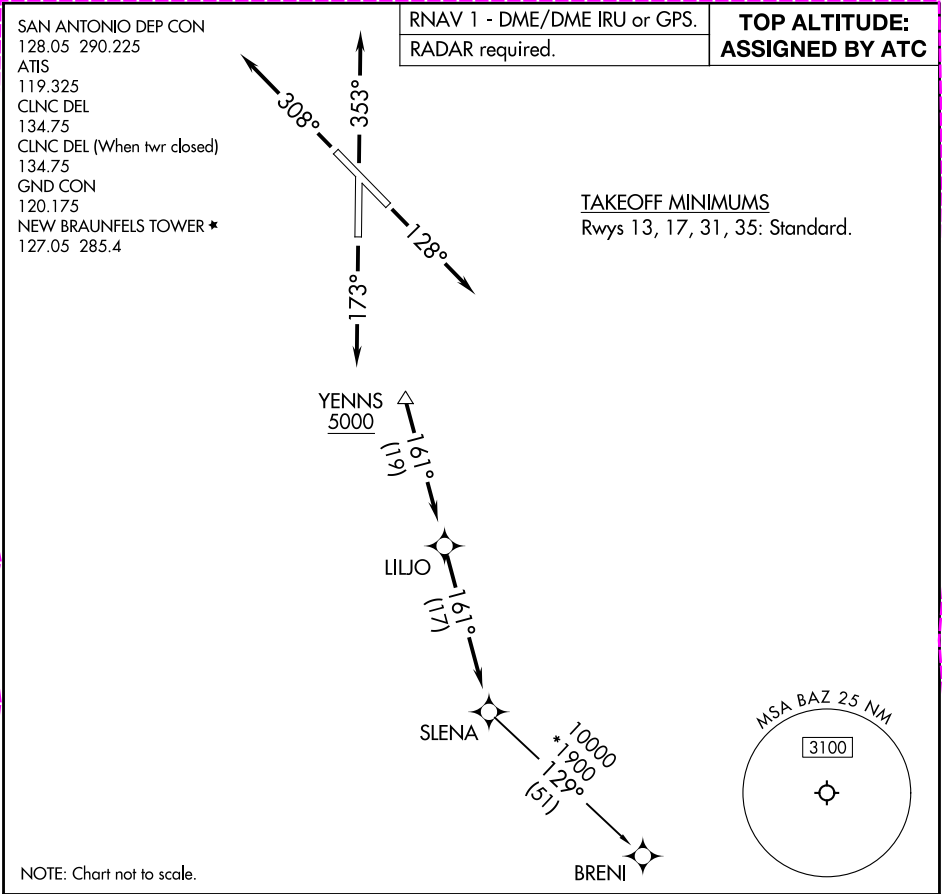 SAN ANTONIO DEP CON
128.05 290.225
ATIS
119.325
CLNC DEL
134.75
CLNC DEL (When twr closed)
134.75
GND CON
120.175
NEW BRAUNFELS TOWER ★
127.05 285.4
RNAV 1 - DME/DME IRU or GPS.
RADAR required.
TOP ALTITUDE:
ASSIGNED BY ATC
308°
353°
128°
173°
TAKEOFF MINIMUMS
Rwys 13, 17, 31, 35: Standard.
YENNS
5000
161°
(19)
LILJO
161°
(17)
SLENA
10000
*1900
129°
(51)
BRENI
MSA BAZ 25 NM
3100
NOTE: Chart not to scale.